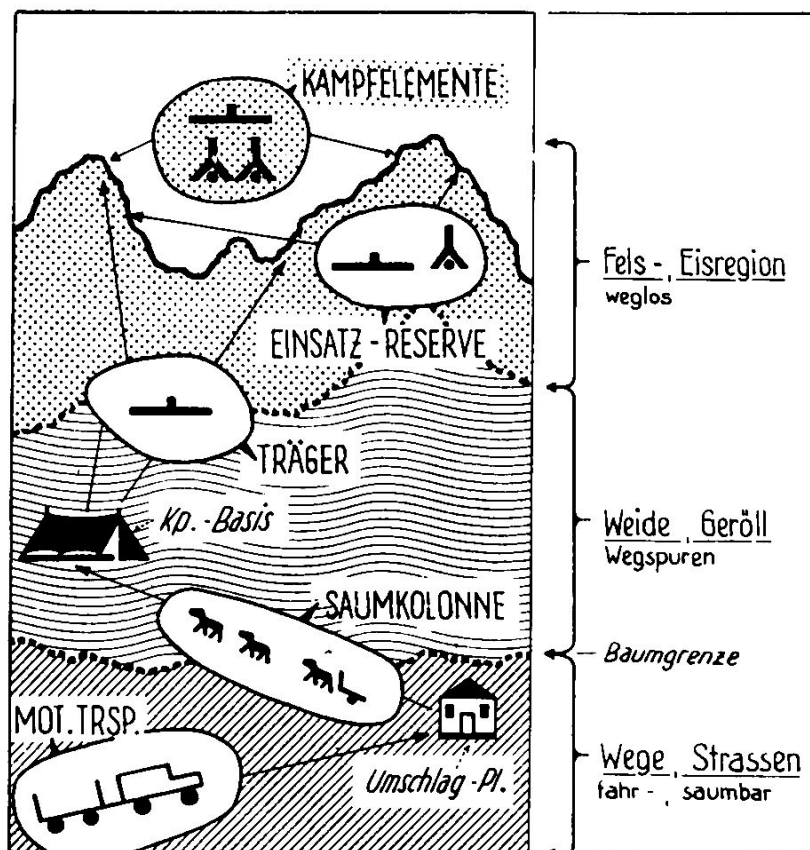 KAMPFELEMENTE
EINSATZ-RESERVE
TRÄGER
Kp.-Basis
SAUMKOLONNE
MOT. TRSP.
Umschlag-Pl.
Fels-, Eisregion
weglos
Weide, Geröll
Wegspuren
Baumgrenze
Wege, Strassen
fahr-, saumbar